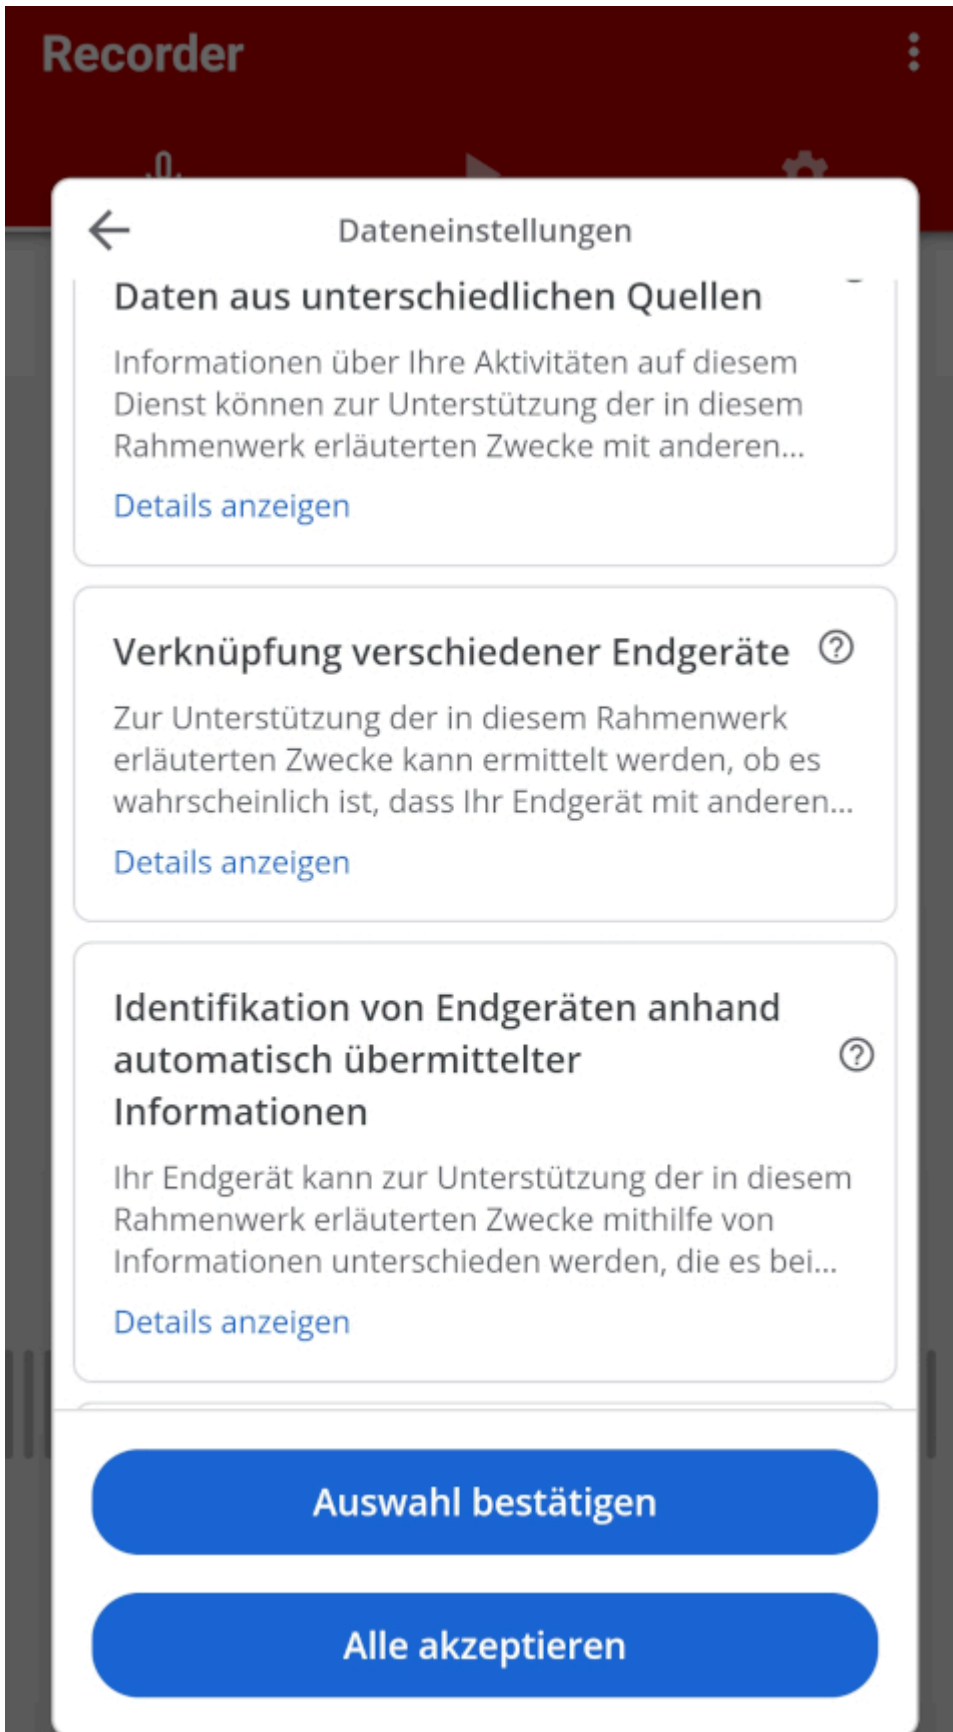 Recorder
Dateneinstellungen
Daten aus unterschiedlichen Quellen
Informationen über Ihre Aktivitäten auf diesem
Dienst können zur Unterstützung der in diesem
Rahmenwerk erläuterten Zwecke mit anderen...
Details anzeigen
Verknüpfung verschiedener Endgeräte
Zur Unterstützung der in diesem Rahmenwerk
erläuterten Zwecke kann ermittelt werden, ob es
wahrscheinlich ist, dass Ihr Endgerät mit anderen...
Details anzeigen
Identifikation von Endgeräten anhand
automatisch übermittelter
Informationen
Ihr Endgerät kann zur Unterstützung der in diesem
Rahmenwerk erläuterten Zwecke mithilfe von
Informationen unterschieden werden, die es bei...
Details anzeigen
Auswahl bestätigen
Alle akzeptieren